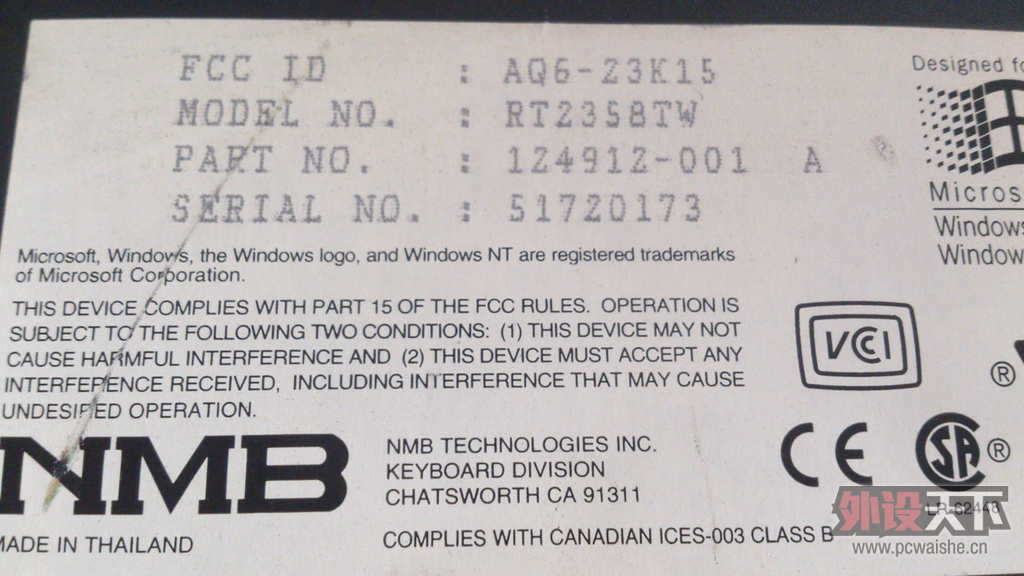 FCC ID : AQ6-23K15
MODEL NO. : RT2358TW
PART NO. : 124912-001 A
SERIAL NO. : 51720173
Designed fo
Micros
Windows
Window
Microsoft, Windows, the Windows logo, and Windows NT are registered trademarks
of Microsoft Corporation.
THIS DEVICE COMPLIES WITH PART 15 OF THE FCC RULES. OPERATION IS
SUBJECT TO THE FOLLOWING TWO CONDITIONS: (1) THIS DEVICE MAY NOT
CAUSE HARMFUL INTERFERENCE AND (2) THIS DEVICE MUST ACCEPT ANY
INTERFERENCE RECEIVED, INCLUDING INTERFERENCE THAT MAY CAUSE
UNDESIRED OPERATION.
VCCI
®
NMB
NMB TECHNOLOGIES INC.
KEYBOARD DIVISION
CHATSWORTH CA 91311
CE
SA ®
LR-62448
MADE IN THAILAND
COMPLIES WITH CANADIAN ICES-003 CLASS B
外设天下
www.pcwaishe.cn